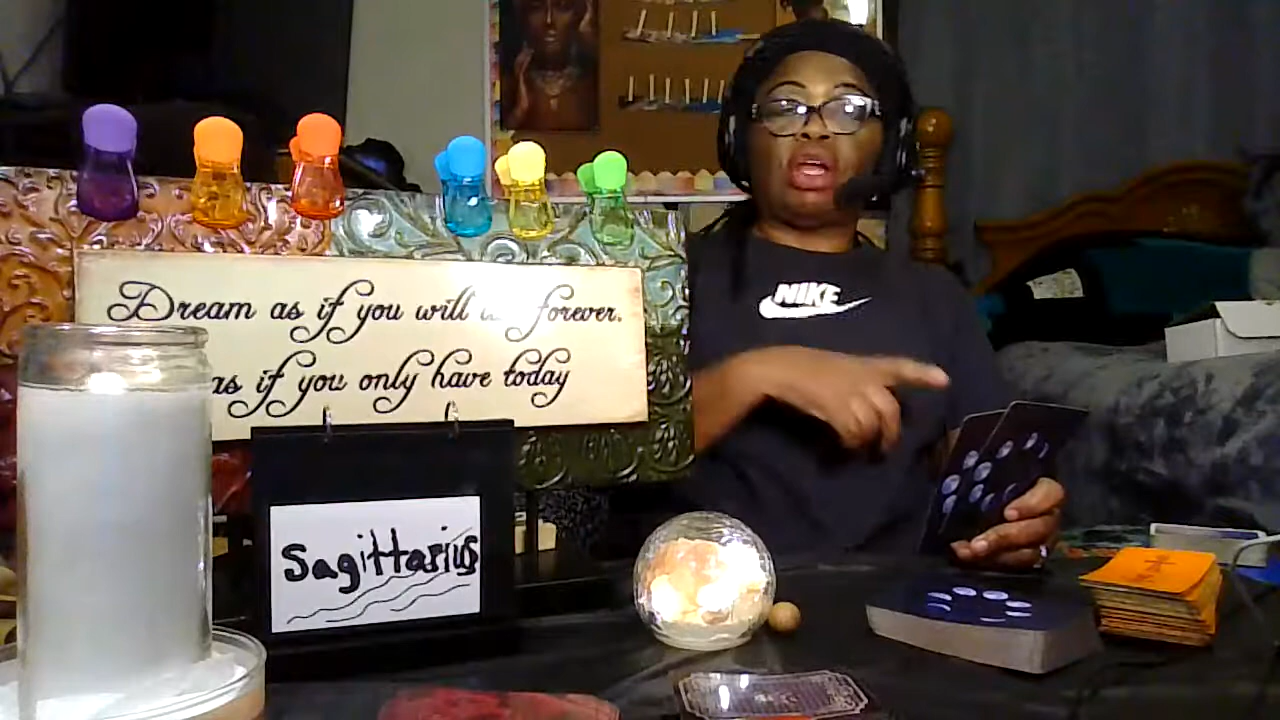 Dream as if you will forever.
as if you only have today
NIKE
Sagittarius